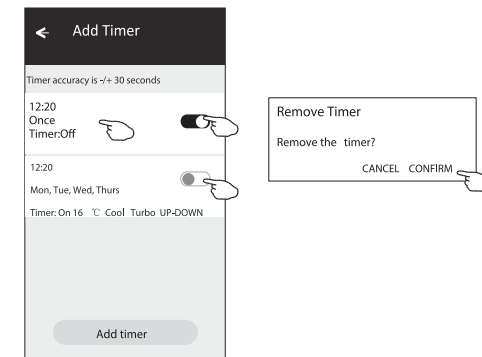 Add Timer
Timer accuracy is -/+ 30 seconds
12:20
Once
Timer:Off
12:20
Mon, Tue, Wed, Thurs
Timer: On 16 ℃ Cool Turbo UP-DOWN
Add timer
Remove Timer
Remove the timer?
CANCEL CONFIRM